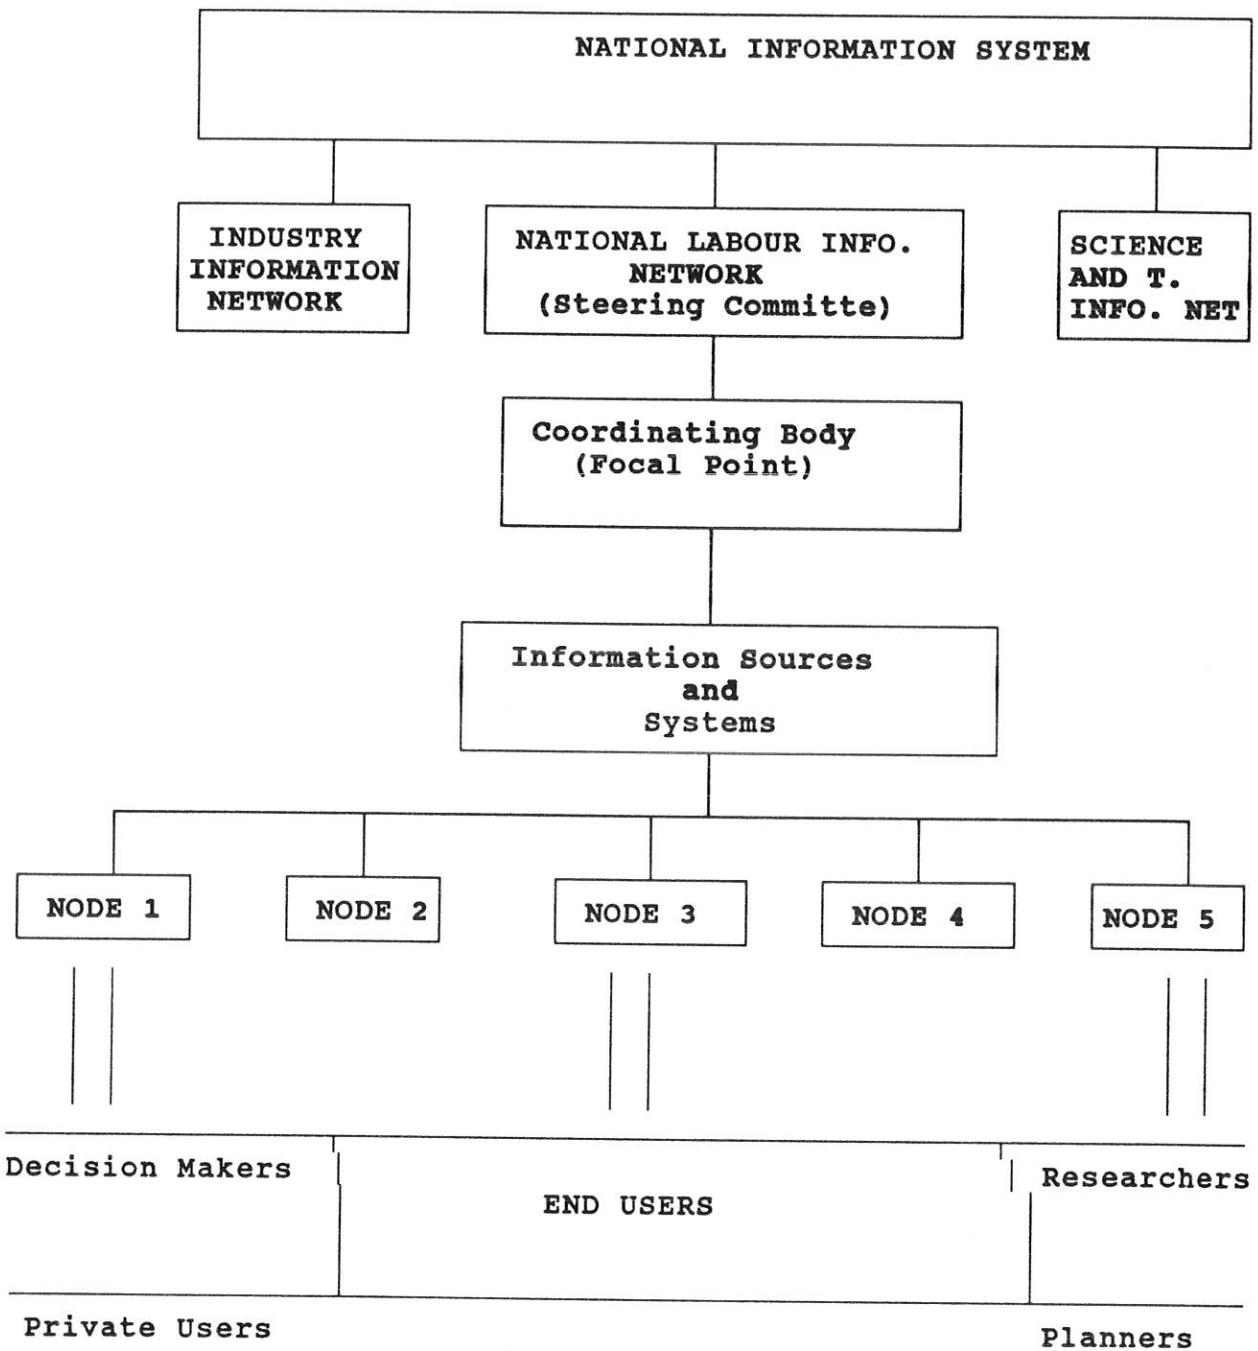 NATIONAL INFORMATION SYSTEM
INDUSTRY
INFORMATION
NETWORK
NATIONAL LABOUR INFO.
NETWORK
(Steering Committe)
SCIENCE
AND T.
INFO. NET
Coordinating Body
(Focal Point)
Information Sources
and
Systems
NODE 1
NODE 2
NODE 3
NODE 4
NODE 5
Decision Makers
END USERS
Researchers
Private Users
Planners